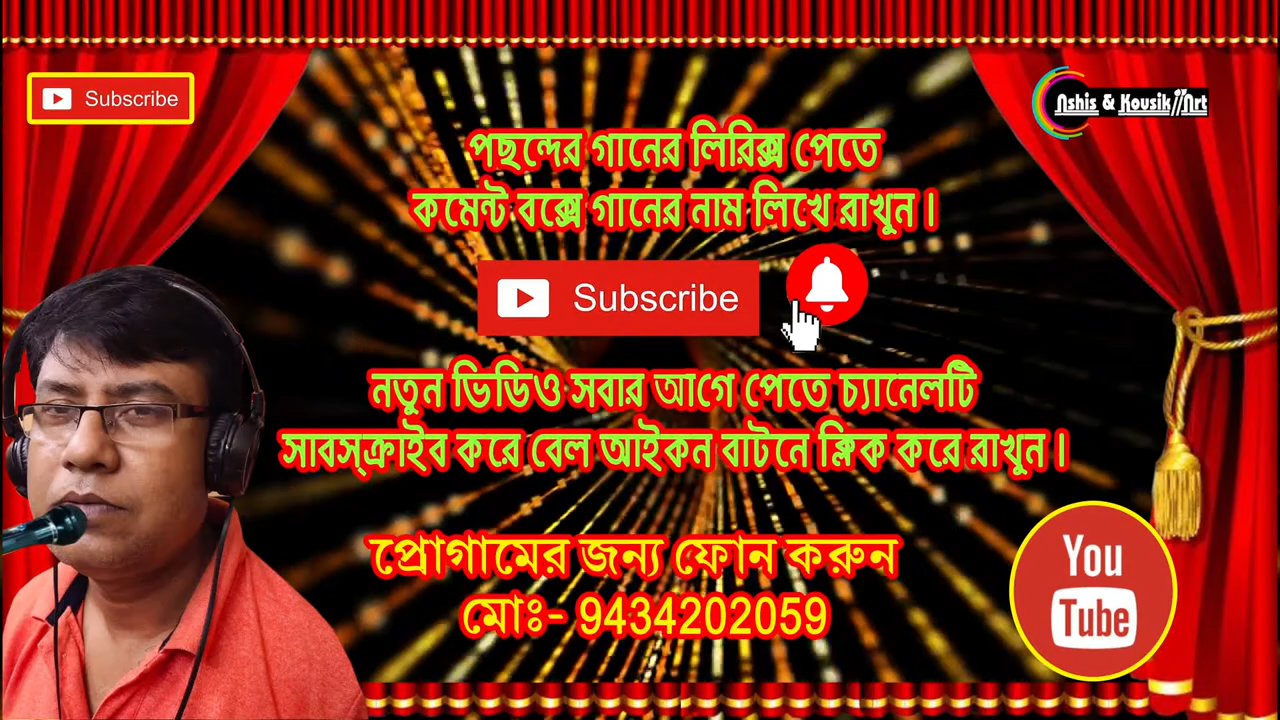 Subscribe
Ashis & Kousik Art
পছন্দের গানের লিরিক্স পেতে
কমেন্ট বক্সে গানের নাম লিখে রাখুন।
Subscribe
নতুন ভিডিও সবার আগে পেতে চ্যানেলটি
সাবস্ক্রাইব করে বেল আইকন বাটনে ক্লিক করে রাখুন।
প্রোগামের জন্য ফোন করুন
মোঃ- 9434202059
You
Tube